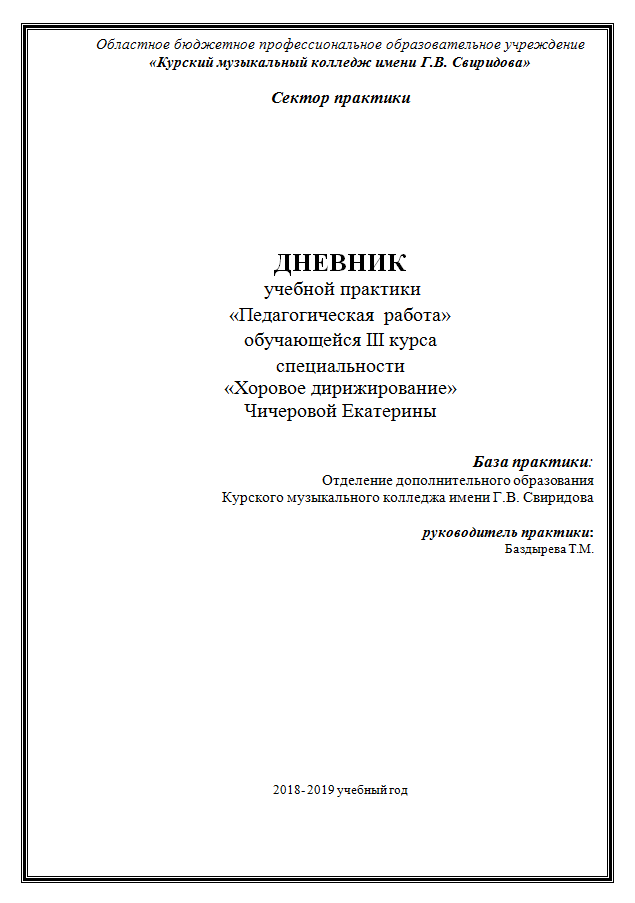 Областное бюджетное профессиональное образовательное учреждение
«Курский музыкальный колледж имени Г.В. Свиридова»
Сектор практики
ДНЕВНИК
учебной практики
«Педагогическая работа»
обучающейся III курса
специальности
«Хоровое дирижирование»
Чичеровой Екатерины
База практики:
Отделение дополнительного образования
Курского музыкального колледжа имени Г.В. Свиридова
руководитель практики:
Баздырева Т.М.
2018- 2019 учебный год